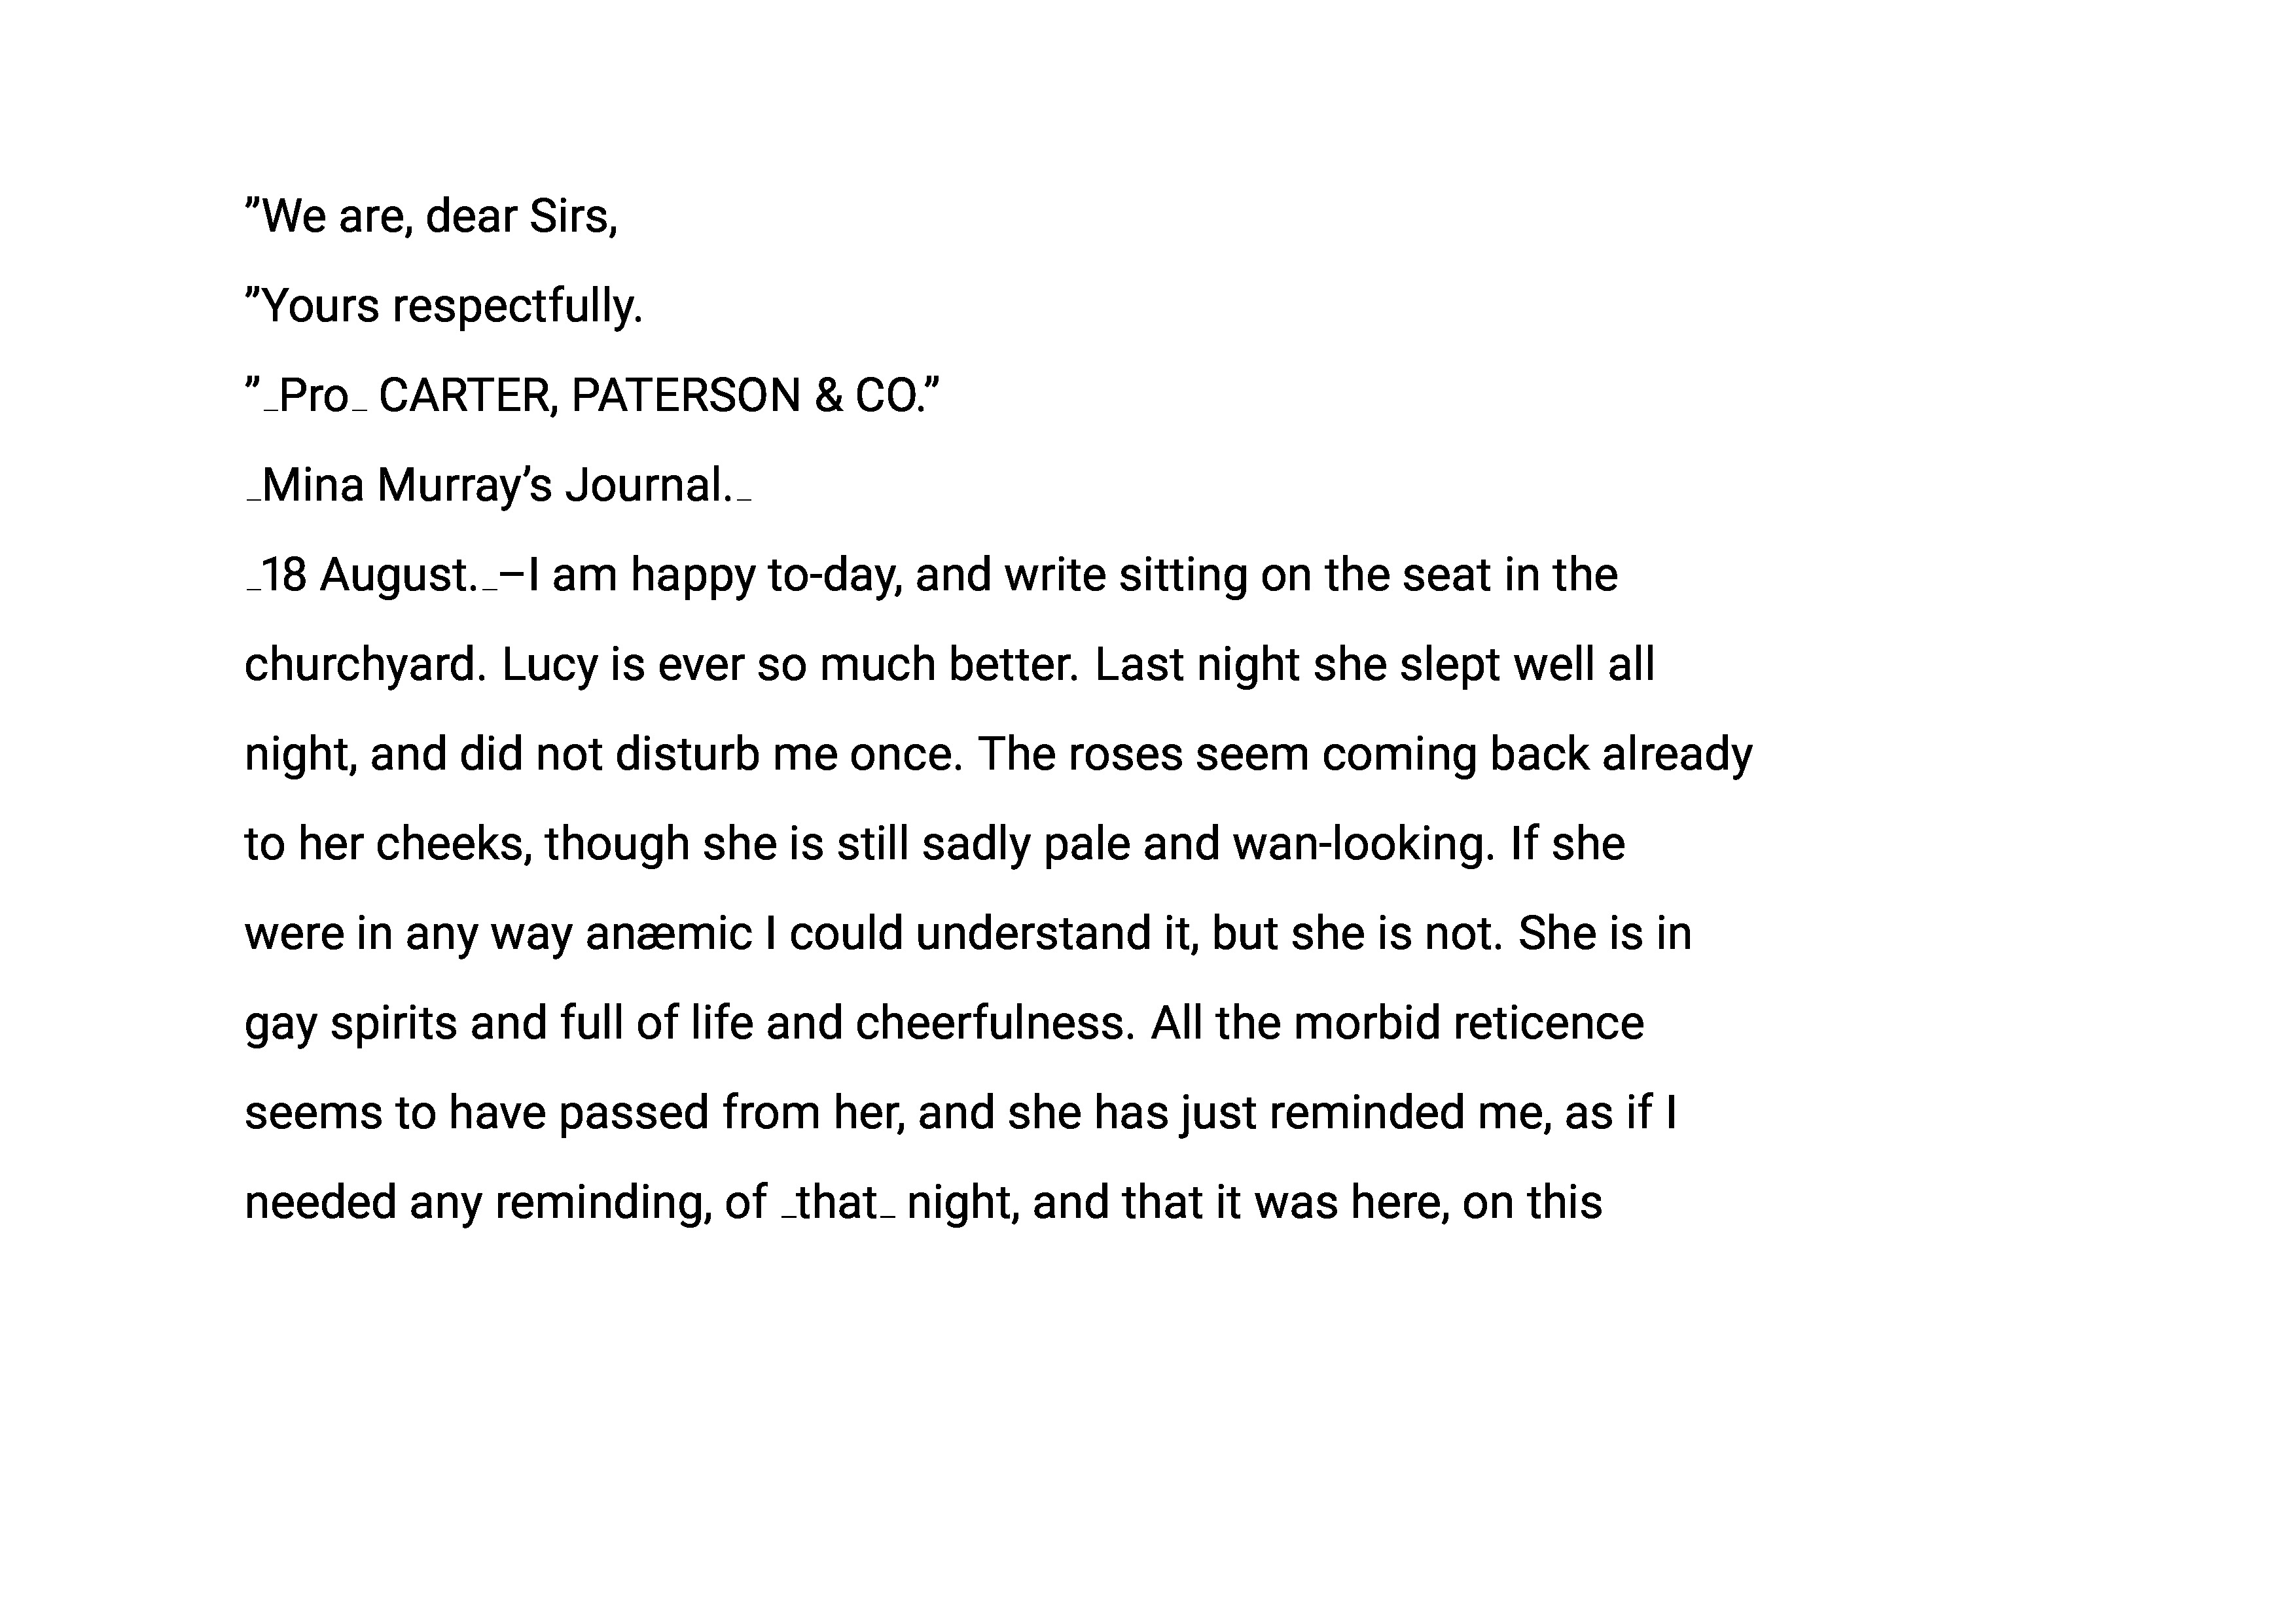 ”We are, dear Sirs,
”Yours respectfully.
”_Pro_ CARTER, PATERSON & CO.”
_Mina Murray’s Journal._
_18 August._–I am happy to-day, and write sitting on the seat in the
churchyard. Lucy is ever so much better. Last night she slept well all
night, and did not disturb me once. The roses seem coming back already
to her cheeks, though she is still sadly pale and wan-looking. If she
were in any way anæmic I could understand it, but she is not. She is in
gay spirits and full of life and cheerfulness. All the morbid reticence
seems to have passed from her, and she has just reminded me, as if I
needed any reminding, of _that_ night, and that it was here, on this